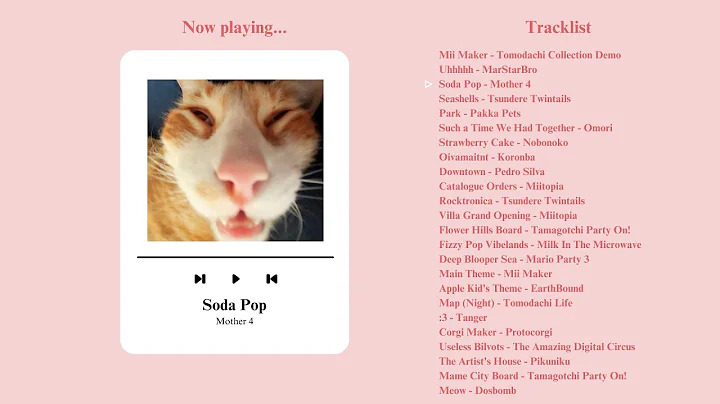 Now playing...
Soda Pop
Mother 4
Tracklist
Mii Maker - Tomodachi Collection Demo
Uhhhhh - MarStarBro
Soda Pop - Mother 4
Seashells - Tsundere Twintails
Park - Pakka Pets
Such a Time We Had Together - Omori
Strawberry Cake - Nobonoko
Oivamaitnt - Koronba
Downtown - Pedro Silva
Catalogue Orders - Miitopia
Rocktronica - Tsundere Twintails
Villa Grand Opening - Miitopia
Flower Hills Board - Tamagotchi Party On!
Fizzy Pop Vibelands - Milk In The Microwave
Deep Blooper Sea - Mario Party 3
Main Theme - Mii Maker
Apple Kid's Theme - EarthBound
Map (Night) - Tomodachi Life
:3 - Tanger
Corgi Maker - Protocorgi
Useless Bilvots - The Amazing Digital Circus
The Artist's House - Pikuniku
Mame City Board - Tamagotchi Party On!
Meow - Dosbomb